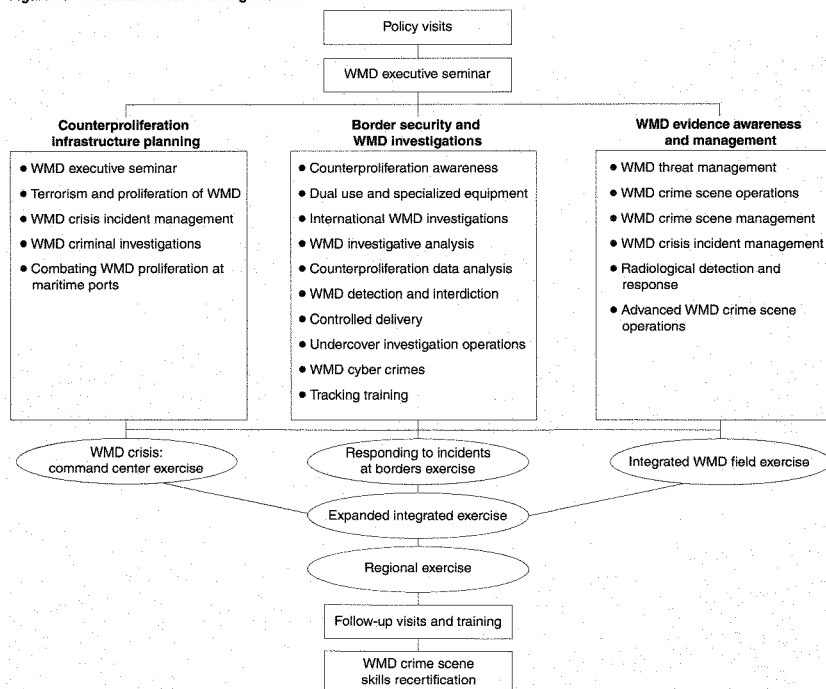 Policy visits
WMD executive seminar
Counterproliferation
infrastructure planning
● WMD executive seminar
● Terrorism and proliferation of WMD
● WMD crisis incident management
● WMD criminal investigations
● Combating WMD proliferation at
maritime ports
Border security and
WMD investigations
● Counterproliferation awareness
● Dual use and specialized equipment
● International WMD investigations
● WMD investigative analysis
● Counterproliferation data analysis
● WMD detection and interdiction
● Controlled delivery
● Undercover investigation operations
● WMD cyber crimes
● Tracking training
WMD evidence awareness
and management
● WMD threat management
● WMD crime scene operations
● WMD crime scene management
● WMD crisis incident management
● Radiological detection and
response
● Advanced WMD crime scene
operations
WMD crisis:
command center exercise
Responding to incidents
at borders exercise
Integrated WMD field exercise
Expanded integrated exercise
Regional exercise
Follow-up visits and training
WMD crime scene
skills recertification